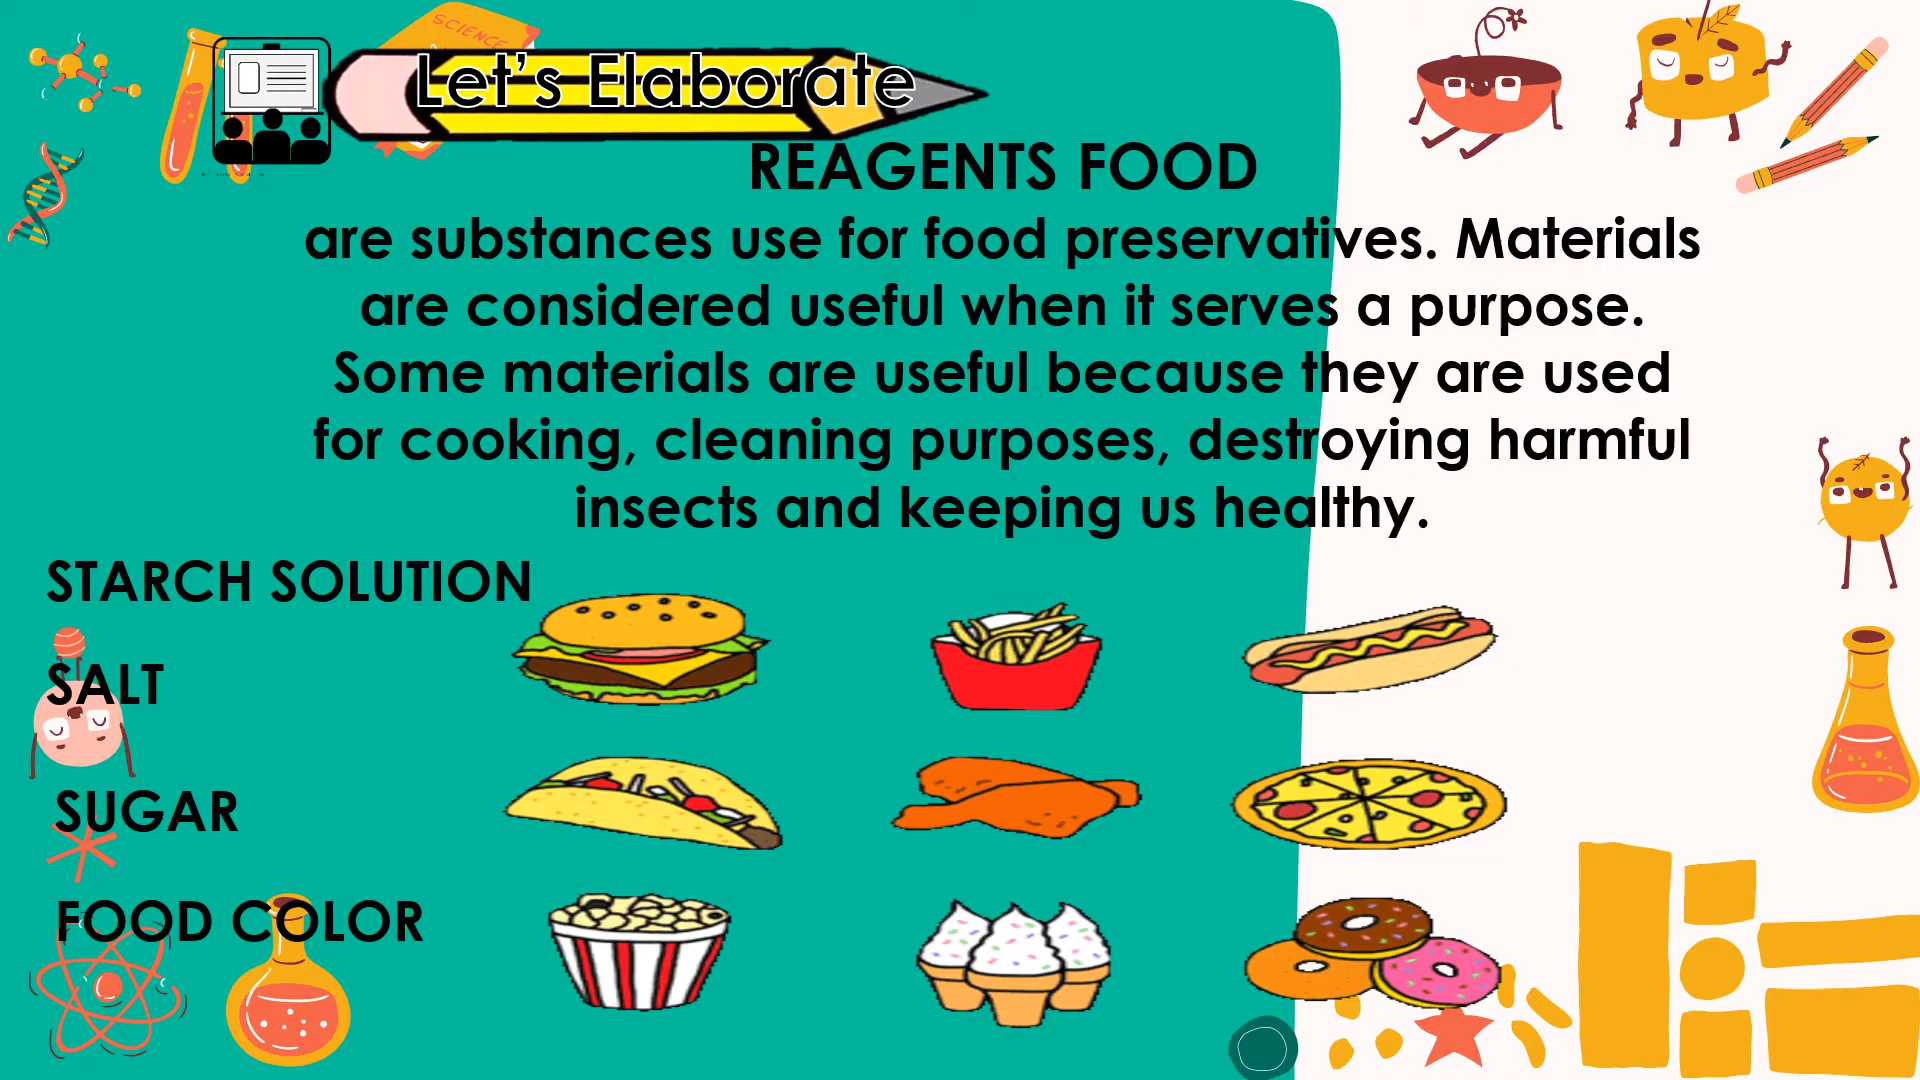 SCIENCE
Let's Elaborate
REAGENTS FOOD
are substances use for food preservatives. Materials
are considered useful when it serves a purpose.
Some materials are useful because they are used
for cooking, cleaning purposes, destroying harmful
insects and keeping us healthy.
STARCH SOLUTION
SALT
SUGAR
FOOD COLOR